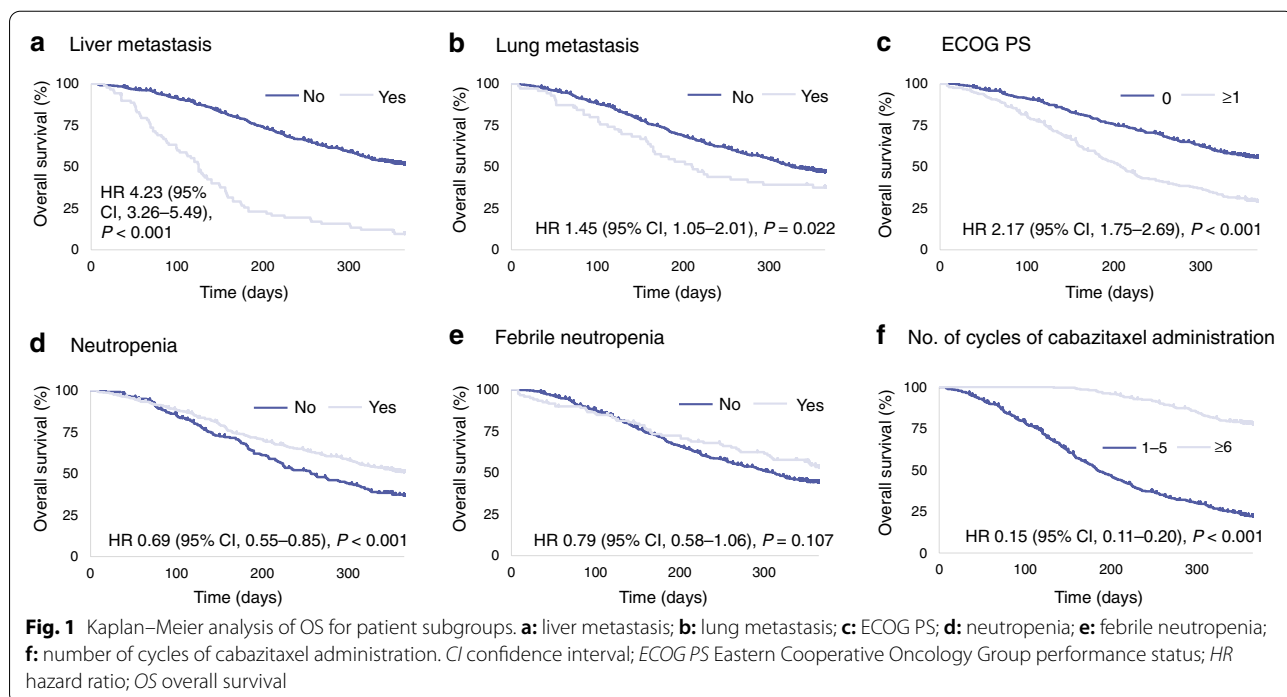 a Liver metastasis
Overall survival (%)
100
75
50
25
0
No Yes
HR 4.23 (95%
CI, 3.26–5.49),
P < 0.001
0 100 200 300
Time (days)
b Lung metastasis
Overall survival (%)
100
75
50
25
0
No Yes
HR 1.45 (95% CI, 1.05–2.01), P = 0.022
0 100 200 300
Time (days)
c ECOG PS
Overall survival (%)
100
75
50
25
0
0 ≥1
HR 2.17 (95% CI, 1.75–2.69), P < 0.001
0 100 200 300
Time (days)
d Neutropenia
Overall survival (%)
100
75
50
25
0
No Yes
HR 0.69 (95% CI, 0.55–0.85), P < 0.001
0 100 200 300
Time (days)
e Febrile neutropenia
Overall survival (%)
100
75
50
25
0
No Yes
HR 0.79 (95% CI, 0.58–1.06), P = 0.107
0 100 200 300
Time (days)
f No. of cycles of cabazitaxel administration
Overall survival (%)
100
75
50
25
0
1–5 ≥6
HR 0.15 (95% CI, 0.11–0.20), P < 0.001
0 100 200 300
Time (days)
Fig. 1 Kaplan–Meier analysis of OS for patient subgroups. a: liver metastasis; b: lung metastasis; c: ECOG PS; d: neutropenia; e: febrile neutropenia;
f: number of cycles of cabazitaxel administration. CI confidence interval; ECOG PS Eastern Cooperative Oncology Group performance status; HR
hazard ratio; OS overall survival